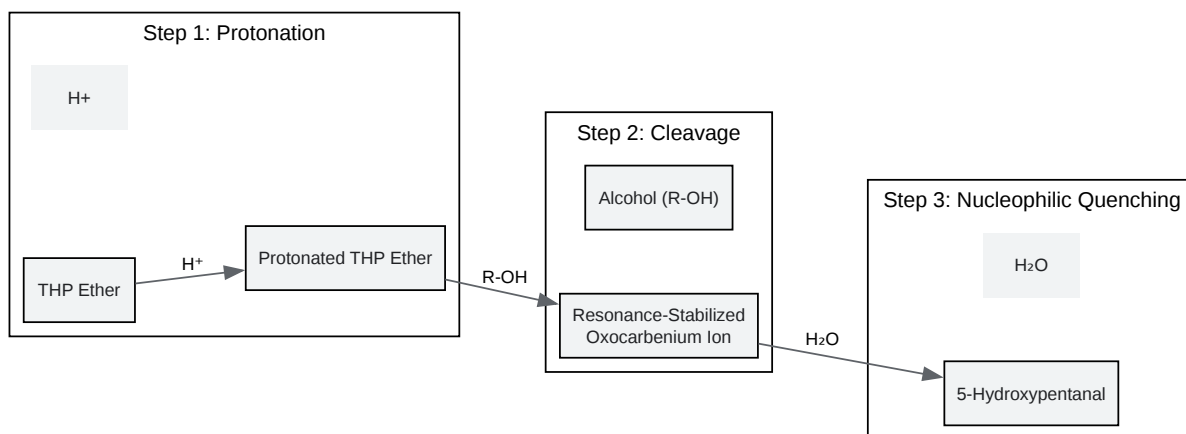 Step 1: Protonation
H+
THP Ether
H⁺
Protonated THP Ether
R-OH
Step 2: Cleavage
Alcohol (R-OH)
Resonance-Stabilized
Oxocarbenium Ion
H₂O
Step 3: Nucleophilic Quenching
H₂O
5-Hydroxypentanal